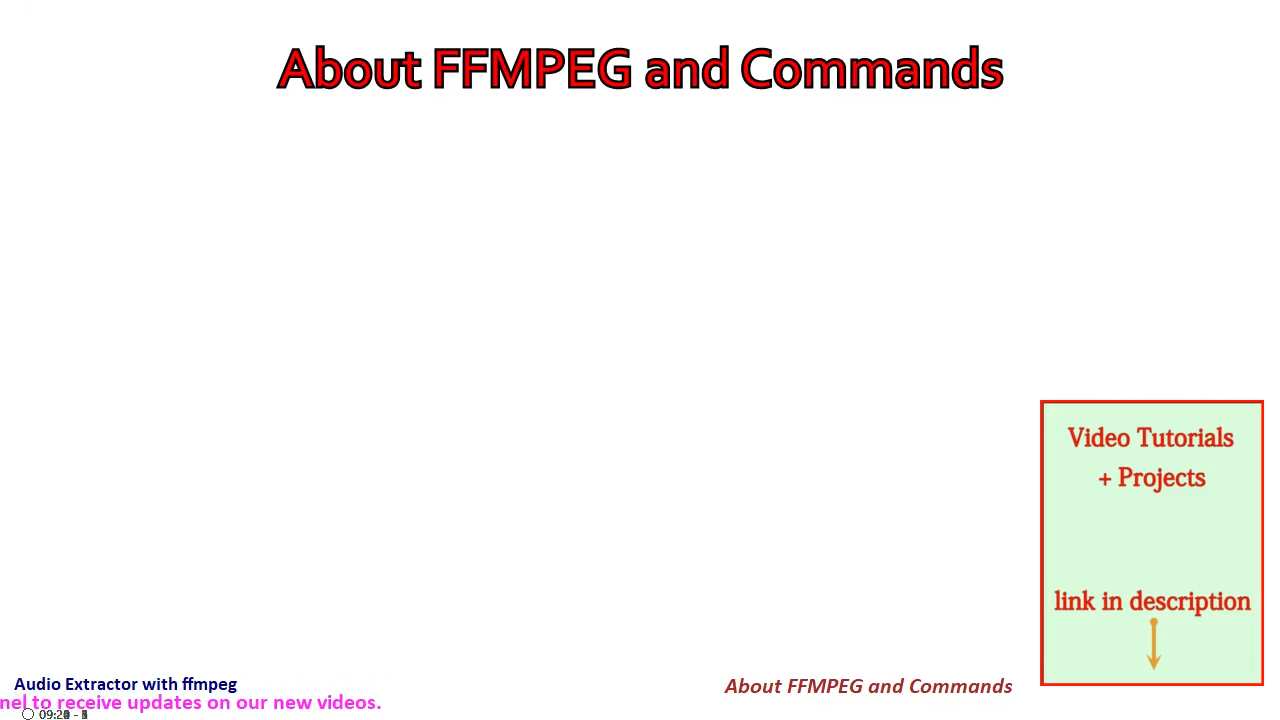 About FFMPEG and Commands
Video Tutorials
+ Projects
link in description
Audio Extractor with ffmpeg
About FFMPEG and Commands
to receive updates on our new videos.